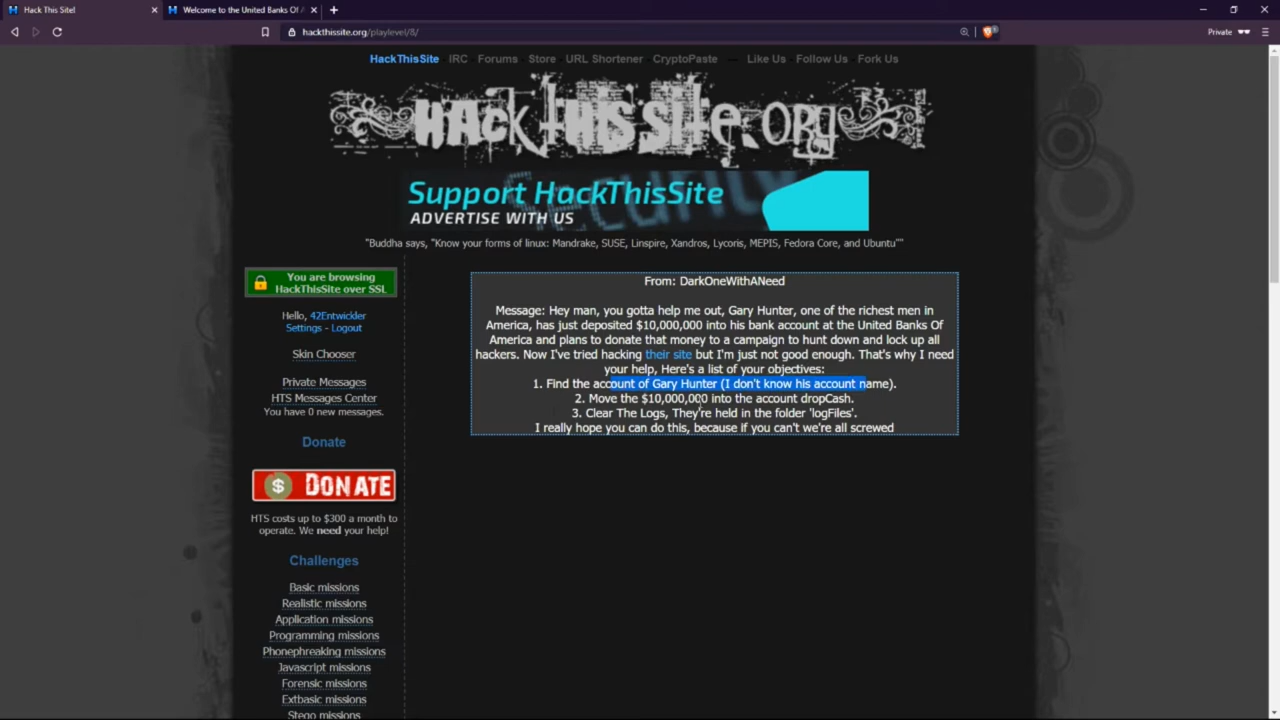 Hack This Site!
Welcome to the United Banks Of
hackthissite.org/playlevel/8/
Private
HackThisSite IRC Forums Store URL Shortener CryptoPaste — Like Us Follow Us Fork Us
HACk THIS SitE.ORG
Support HackThisSite
ADVERTISE WITH US
"Buddha says, "Know your forms of linux: Mandrake, SUSE, Linspire, Xandros, Lycoris, MEPIS, Fedora Core, and Ubuntu""
You are browsing
HackThisSite over SSL
Hello, 42Entwickler
Settings - Logout
Skin Chooser
Private Messages
HTS Messages Center
You have 0 new messages.
Donate
$ DONATE
HTS costs up to $300 a month to
operate. We need your help!
Challenges
Basic missions
Realistic missions
Application missions
Programming missions
Phonephreaking missions
Javascript missions
Forensic missions
Extbasic missions
Stego missions
From: DarkOneWithANeed
Message: Hey man, you gotta help me out, Gary Hunter, one of the richest men in
America, has just deposited $10,000,000 into his bank account at the United Banks Of
America and plans to donate that money to a campaign to hunt down and lock up all
hackers. Now I've tried hacking their site but I'm just not good enough. That's why I need
your help, Here's a list of your objectives:
1. Find the account of Gary Hunter (I don't know his account name).
2. Move the $10,000,000 into the account dropCash.
3. Clear The Logs, They're held in the folder 'logFiles'.
I really hope you can do this, because if you can't we're all screwed